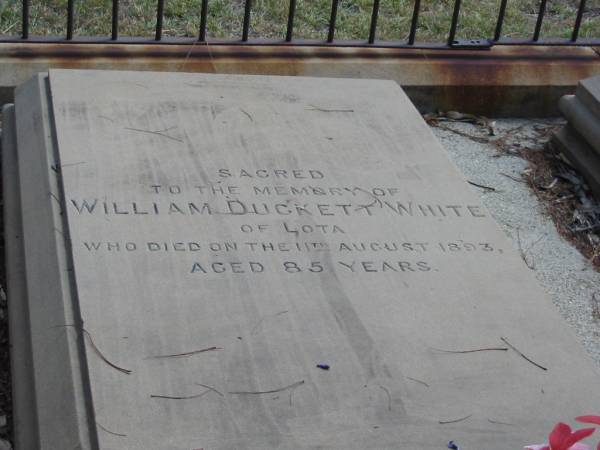 SACRED
TO THE MEMORY OF
WILLIAM DUCKETT WHITE
OF LOTA
WHO DIED ON THE 11TH AUGUST 1893,
AGED 85 YEARS.